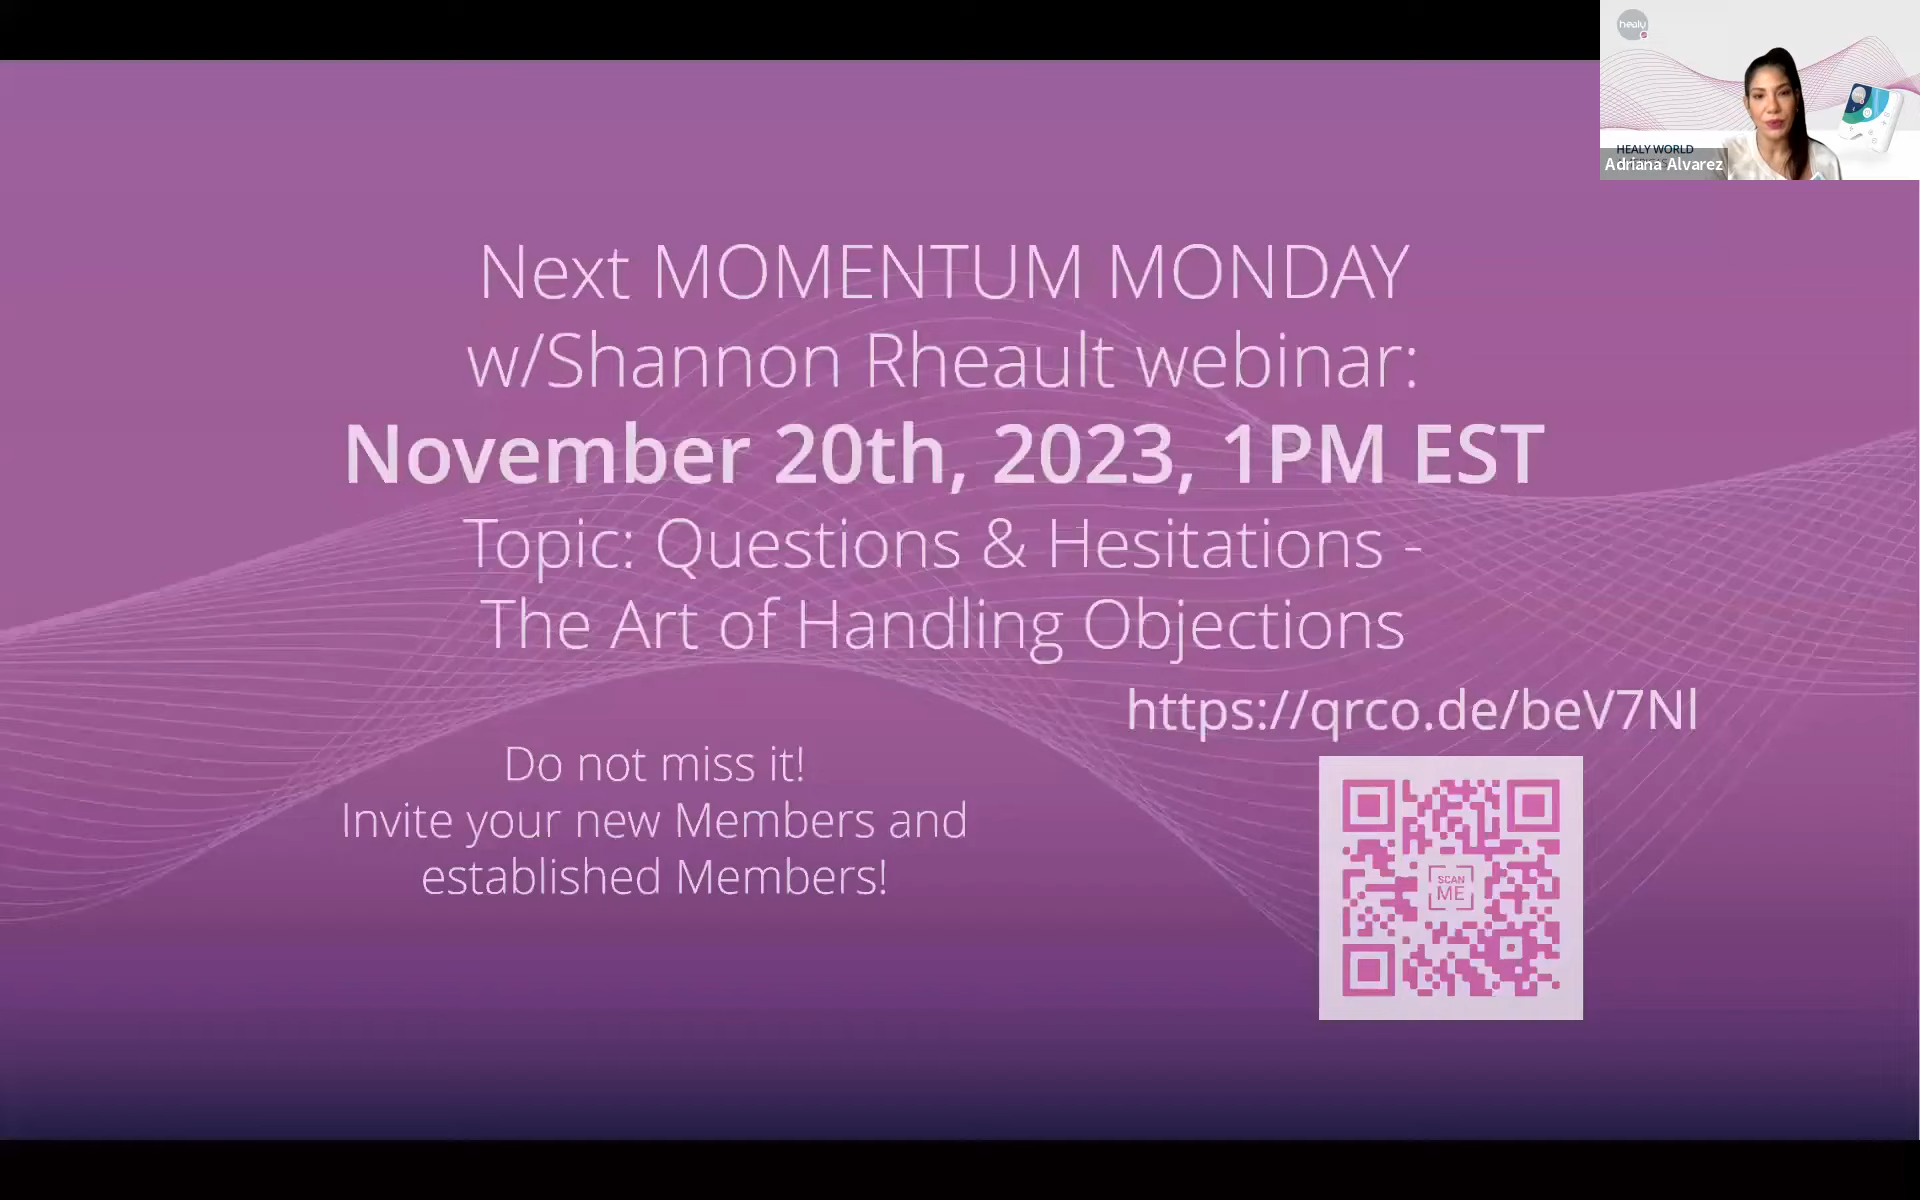 healy
HEALY WORLD
Adriana Alvarez
Next MOMENTUM MONDAY
w/Shannon Rheault webinar:
November 20th, 2023, 1PM EST
Topic: Questions & Hesitations -
The Art of Handling Objections
https://qrco.de/beV7Nl
Do not miss it!
Invite your new Members and
established Members!
SCAN
ME